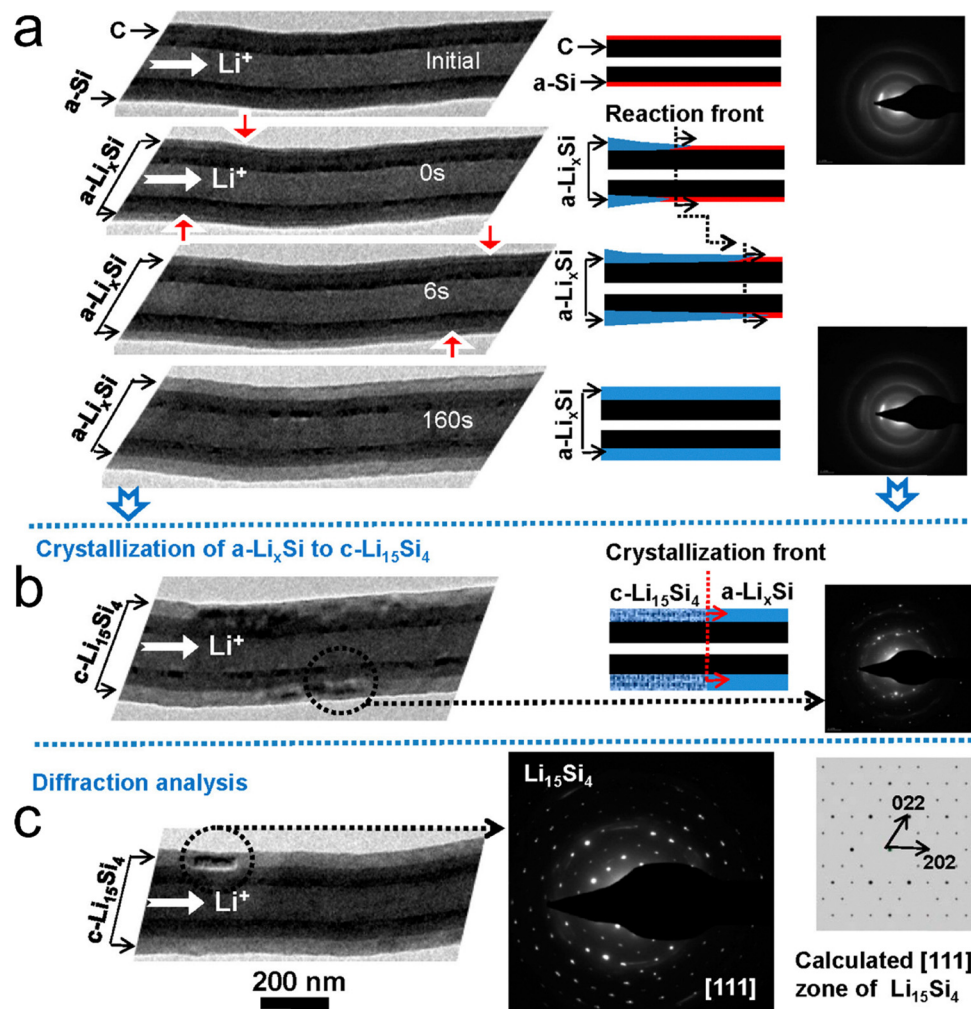 a
C
a-Si
Li⁺
Initial
C
a-Si
Reaction front
a-LiₓSi
Li⁺
0s
a-LiₓSi
a-LiₓSi
6s
a-LiₓSi
a-LiₓSi
160s
a-LiₓSi
Crystallization of a-LiₓSi to c-Li₁₅Si₄
b
c-Li₁₅Si₄
Li⁺
Crystallization front
c-Li₁₅Si₄ a-LiₓSi
Diffraction analysis
c
c-Li₁₅Si₄
Li⁺
200 nm
Li₁₅Si₄
[111]
022
202
Calculated [111]
zone of Li₁₅Si₄